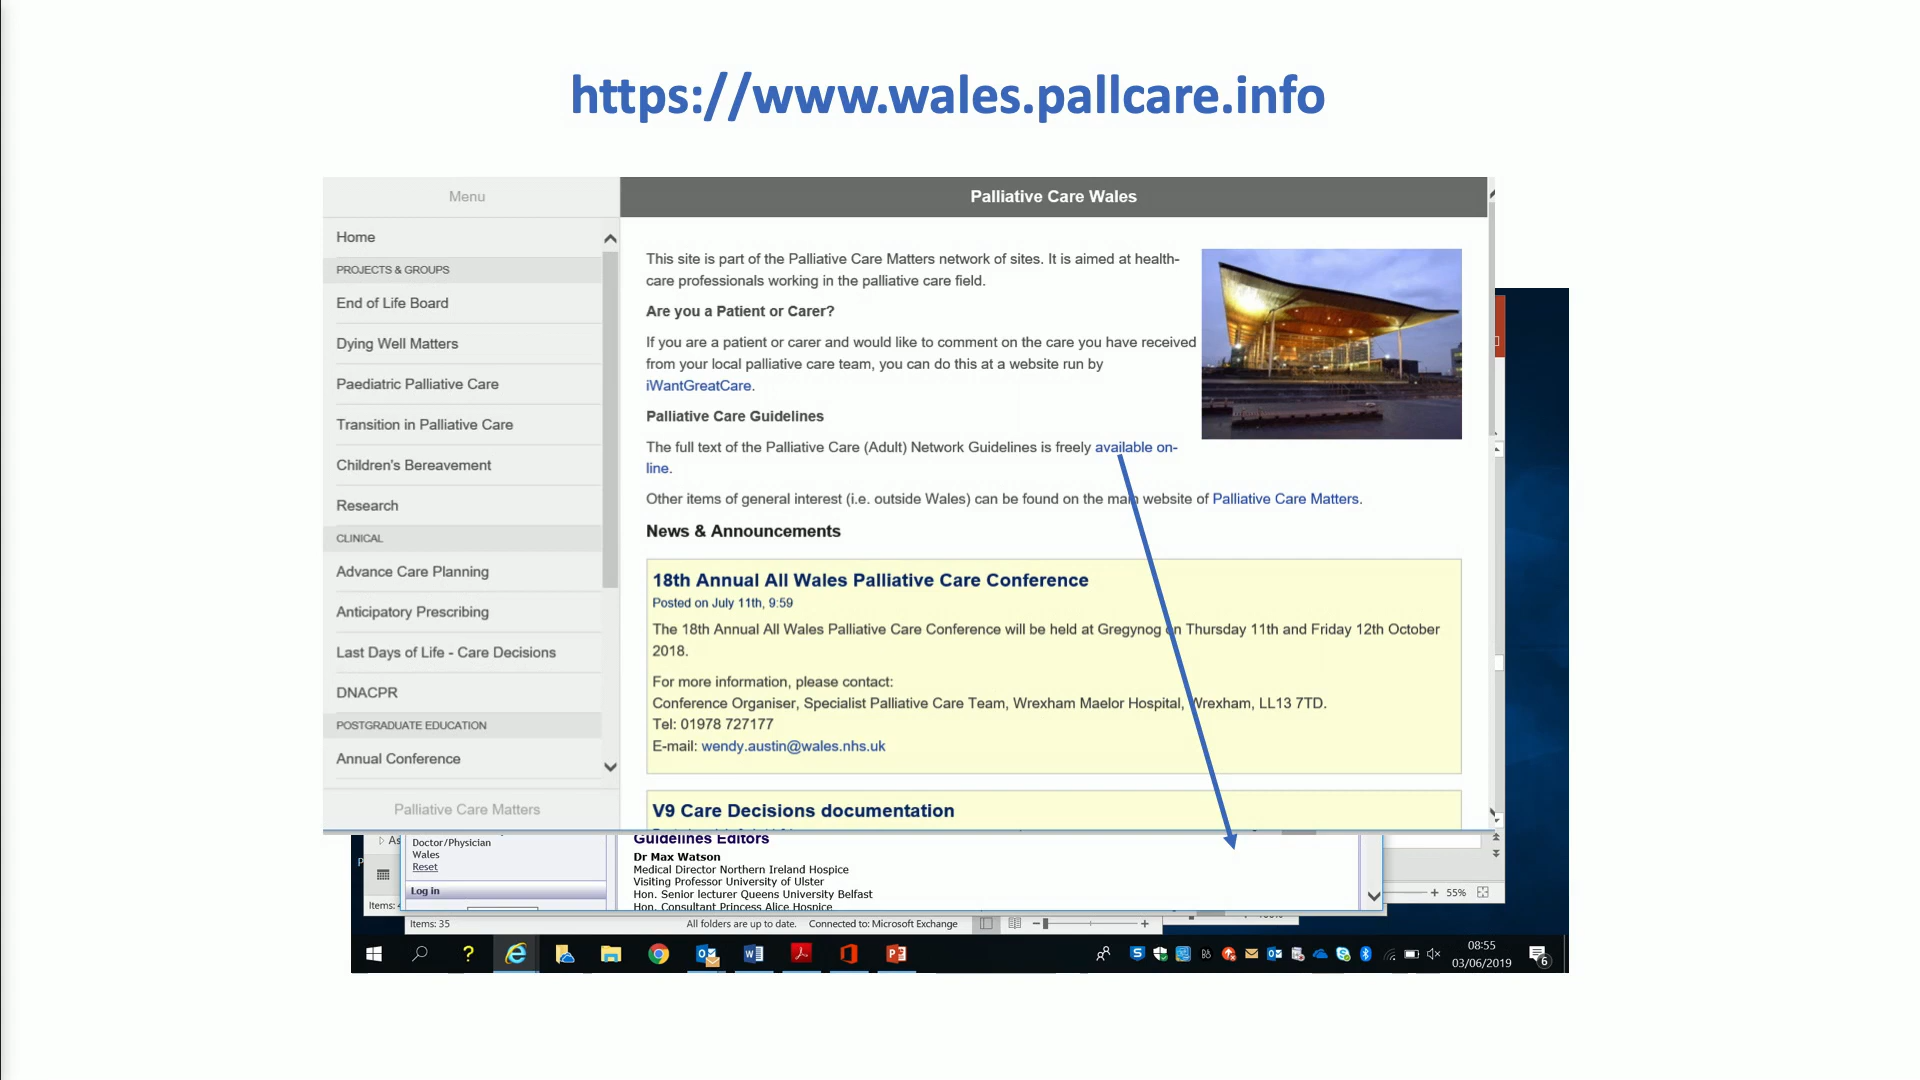 https://www.wales.pallcare.info
Menu
Home
PROJECTS & GROUPS
End of Life Board
Dying Well Matters
Paediatric Palliative Care
Transition in Palliative Care
Children's Bereavement
Research
CLINICAL
Advance Care Planning
Anticipatory Prescribing
Last Days of Life - Care Decisions
DNACPR
POSTGRADUATE EDUCATION
Annual Conference
Palliative Care Matters
Palliative Care Wales
This site is part of the Palliative Care Matters network of sites. It is aimed at health-
care professionals working in the palliative care field.
Are you a Patient or Carer?
If you are a patient or carer and would like to comment on the care you have received
from your local palliative care team, you can do this at a website run by
iWantGreatCare.
Palliative Care Guidelines
The full text of the Palliative Care (Adult) Network Guidelines is freely available on-
line.
Other items of general interest (i.e. outside Wales) can be found on the main website of Palliative Care Matters.
News & Announcements
18th Annual All Wales Palliative Care Conference
Posted on July 11th, 9:59
The 18th Annual All Wales Palliative Care Conference will be held at Gregynog on Thursday 11th and Friday 12th October
2018.
For more information, please contact:
Conference Organiser, Specialist Palliative Care Team, Wrexham Maelor Hospital, Wrexham, LL13 7TD.
Tel: 01978 727177
E-mail: wendy.austin@wales.nhs.uk
V9 Care Decisions documentation
As
Doctor/Physician
Wales
Reset
Log in
Guidelines Editors
Dr Max Watson
Medical Director Northern Ireland Hospice
Visiting Professor University of Ulster
Hon. Senior lecturer Queens University Belfast
Hon. Consultant Princess Alice Hospice
55%
Items:
Items: 35
All folders are up to date. Connected to: Microsoft Exchange
08:55
03/06/2019
6